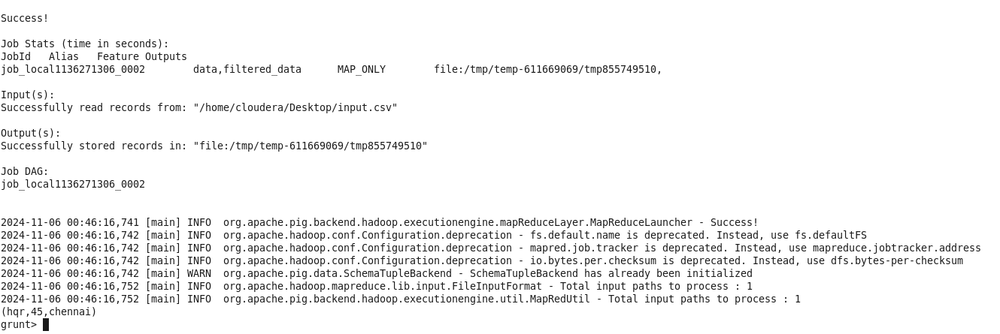 Success!
Job Stats (time in seconds):
JobId   Alias   Feature Outputs
job_local1136271306_0002        data,filtered_data      MAP_ONLY        file:/tmp/temp-611669069/tmp855749510,
Input(s):
Successfully read records from: "/home/cloudera/Desktop/input.csv"
Output(s):
Successfully stored records in: "file:/tmp/temp-611669069/tmp855749510"
Job DAG:
job_local1136271306_0002
2024-11-06 00:46:16,741 [main] INFO  org.apache.pig.backend.hadoop.executionengine.mapReduceLayer.MapReduceLauncher - Success!
2024-11-06 00:46:16,742 [main] INFO  org.apache.hadoop.conf.Configuration.deprecation - fs.default.name is deprecated. Instead, use fs.defaultFS
2024-11-06 00:46:16,742 [main] INFO  org.apache.hadoop.conf.Configuration.deprecation - mapred.job.tracker is deprecated. Instead, use mapreduce.jobtracker.address
2024-11-06 00:46:16,742 [main] INFO  org.apache.hadoop.conf.Configuration.deprecation - io.bytes.per.checksum is deprecated. Instead, use dfs.bytes-per-checksum
2024-11-06 00:46:16,742 [main] WARN  org.apache.pig.data.SchemaTupleBackend - SchemaTupleBackend has already been initialized
2024-11-06 00:46:16,752 [main] INFO  org.apache.hadoop.mapreduce.lib.input.FileInputFormat - Total input paths to process : 1
2024-11-06 00:46:16,752 [main] INFO  org.apache.pig.backend.hadoop.executionengine.util.MapRedUtil - Total input paths to process : 1
(hqr,45,chennai)
grunt>